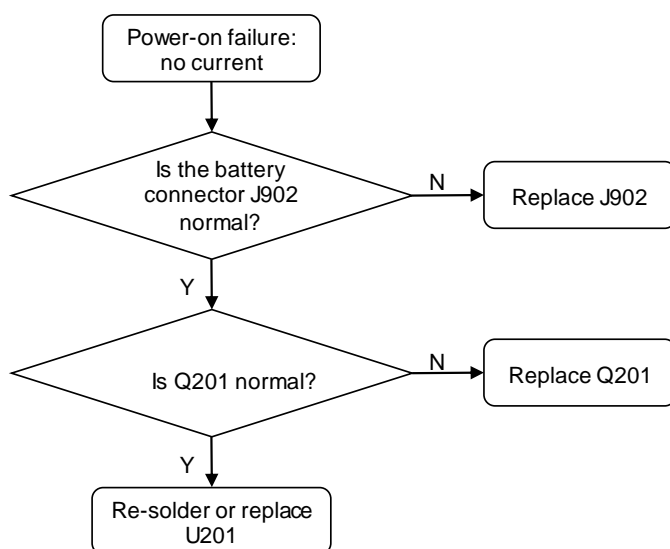 Power-on failure:
no current
Is the battery
connector J902
normal?
N
Replace J902
Y
Is Q201 normal?
N
Replace Q201
Y
Re-solder or replace
U201